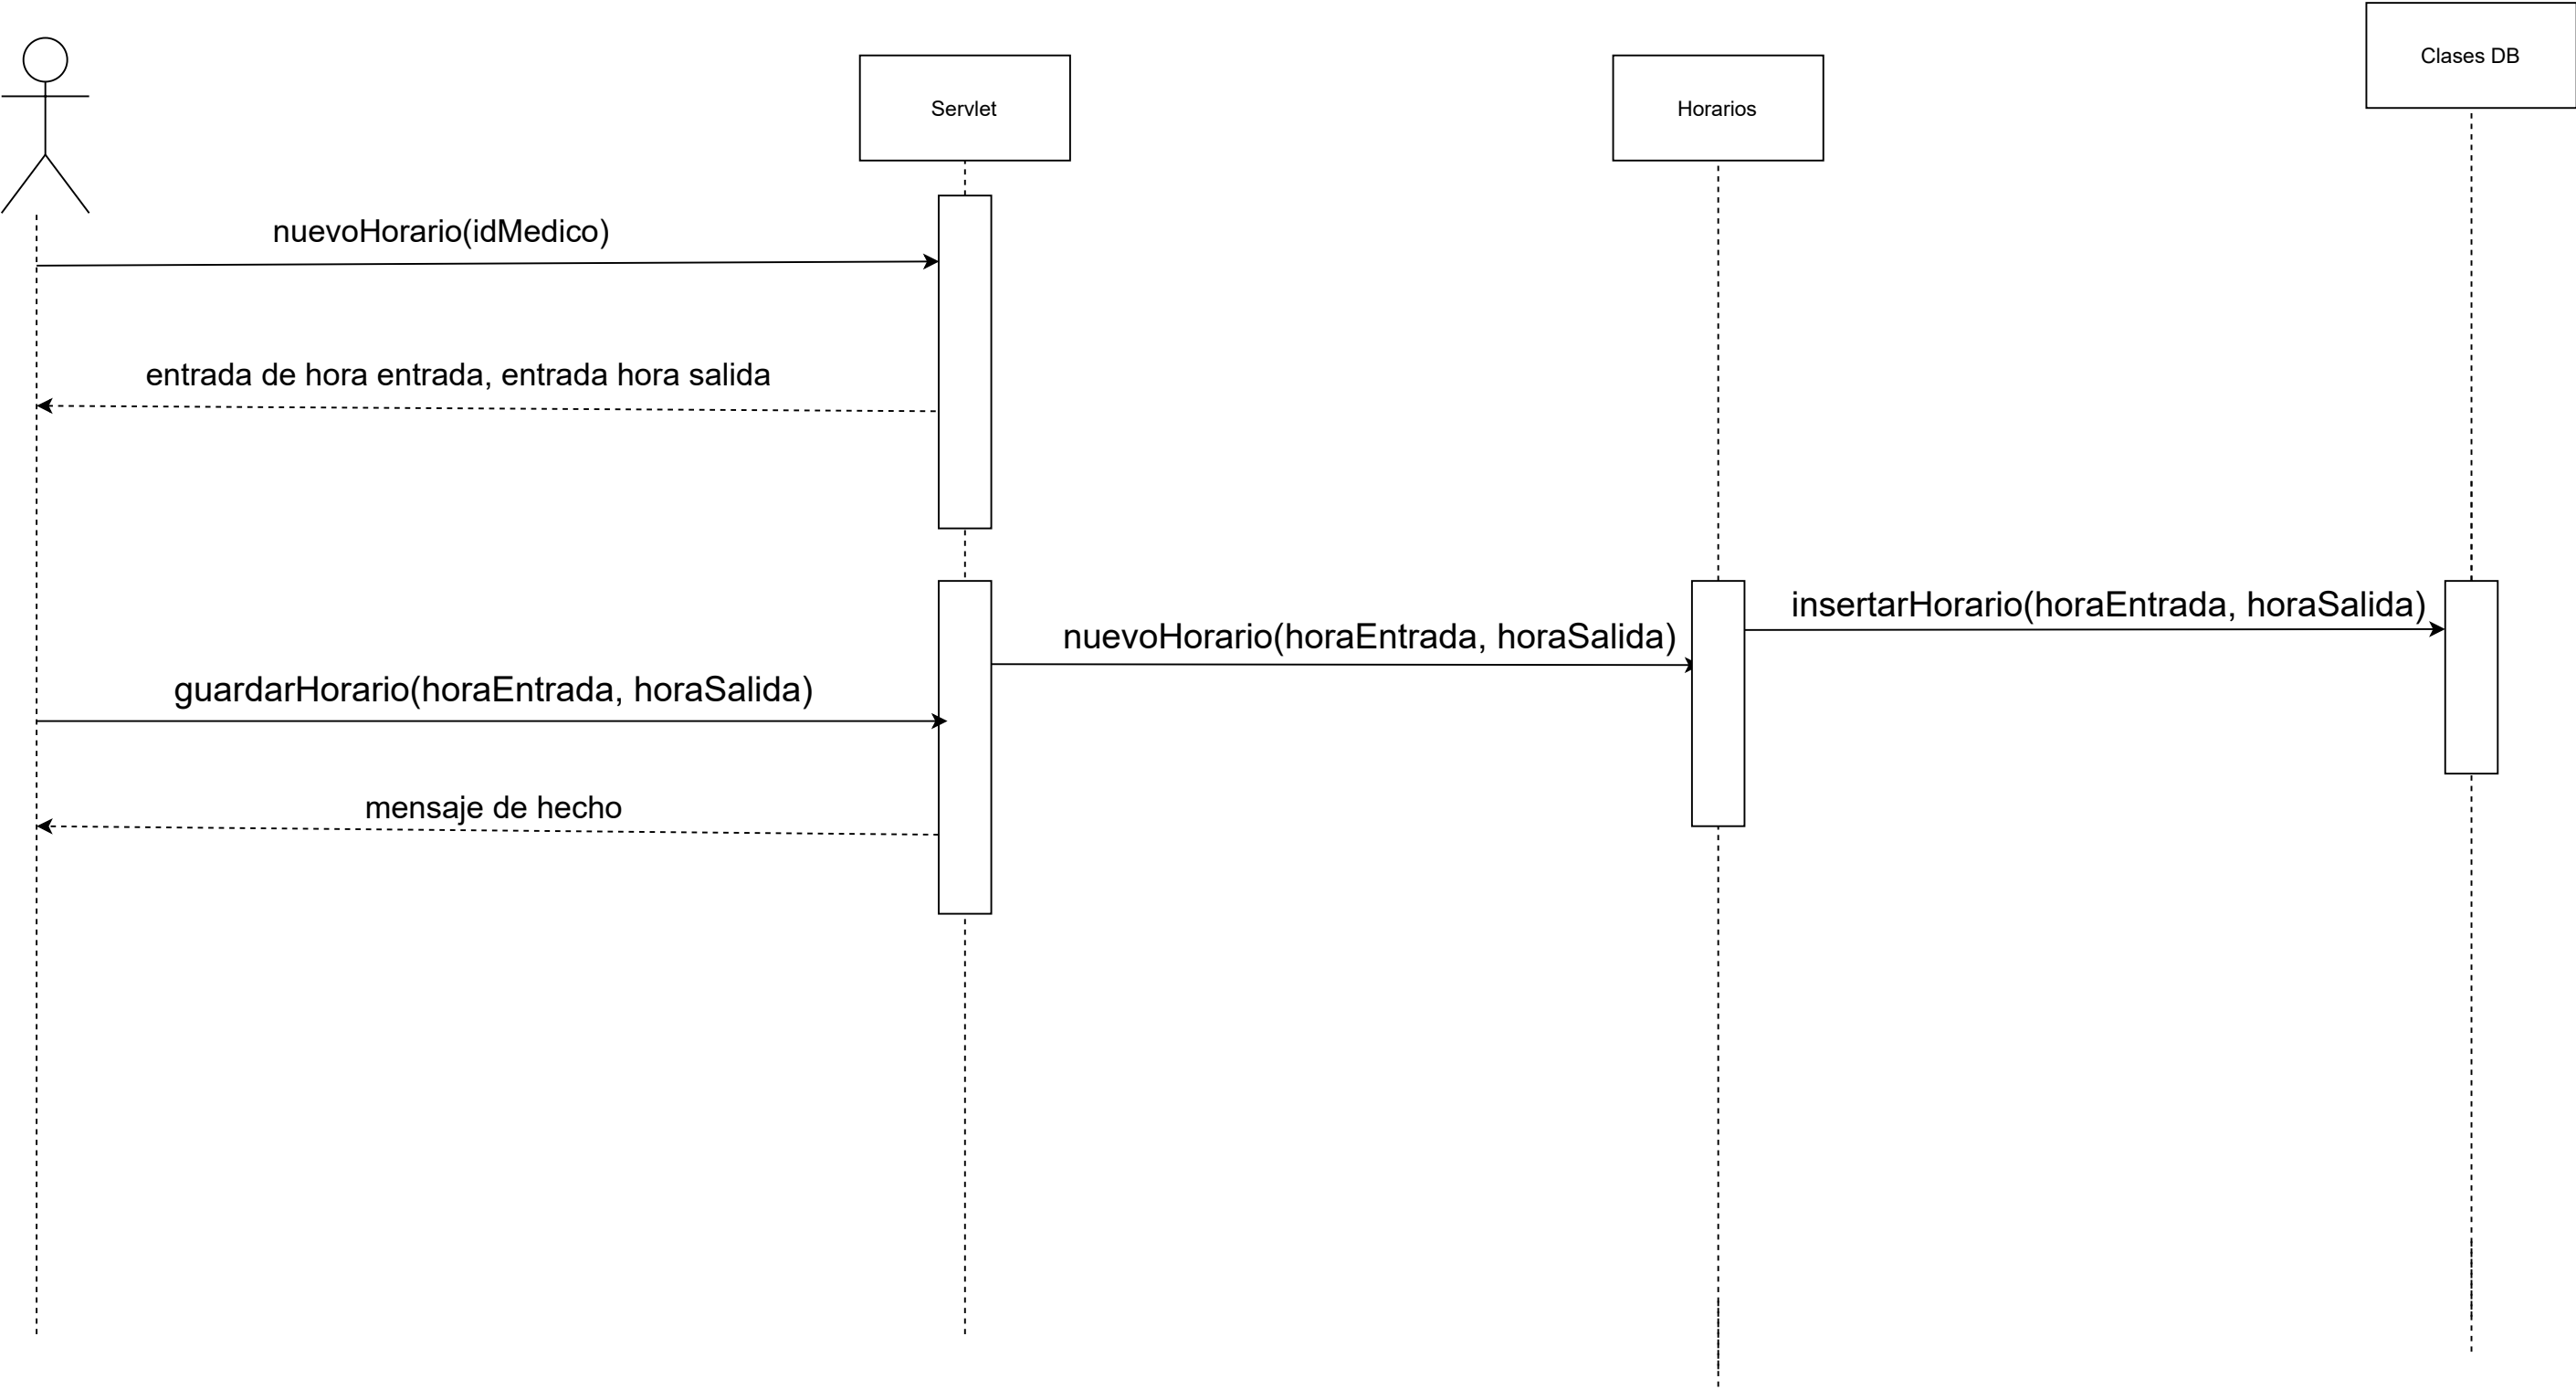 Clases DB
Servlet
Horarios
nuevoHorario(idMedico)
entrada de hora entrada, entrada hora salida
insertarHorario(horaEntrada, horaSalida)
nuevoHorario(horaEntrada, horaSalida)
guardarHorario(horaEntrada, horaSalida)
mensaje de hecho